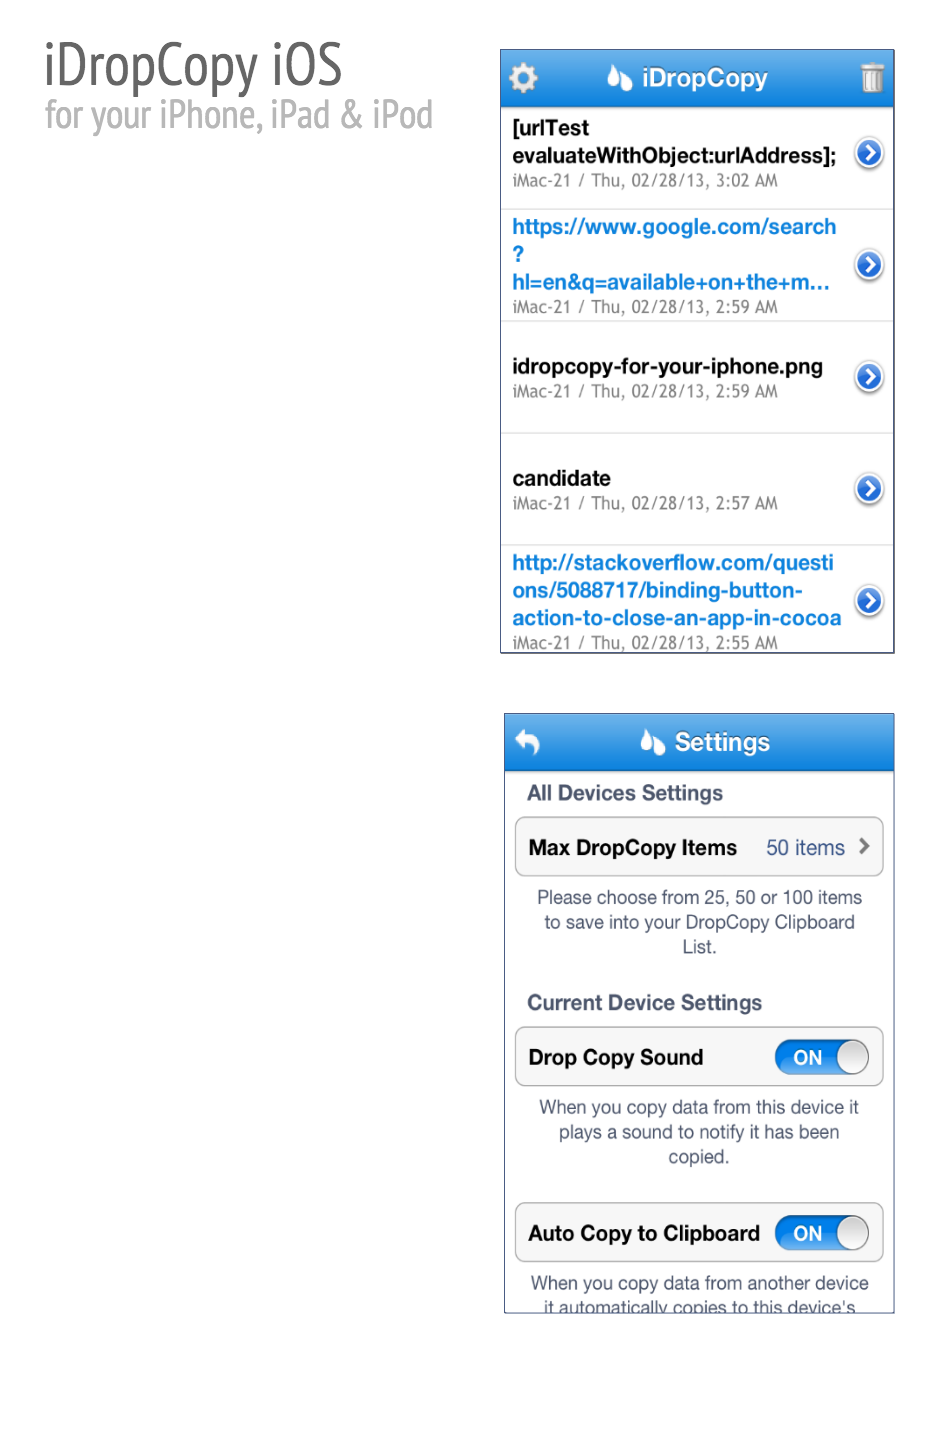 iDropCopy iOS
for your iPhone, iPad & iPod
iDropCopy
[urlTest
evaluateWithObject:urlAddress];
iMac-21 / Thu, 02/28/13, 3:02 AM
https://www.google.com/search
?
hl=en&q=available+on+the+m...
iMac-21 / Thu, 02/28/13, 2:59 AM
idropcopy-for-your-iphone.png
iMac-21 / Thu, 02/28/13, 2:59 AM
candidate
iMac-21 / Thu, 02/28/13, 2:57 AM
http://stackoverflow.com/questi
ons/5088717/binding-button-
action-to-close-an-app-in-cocoa
iMac-21 / Thu, 02/28/13, 2:55 AM
Settings
All Devices Settings
Max DropCopy Items 50 items
Please choose from 25, 50 or 100 items
to save into your DropCopy Clipboard
List.
Current Device Settings
Drop Copy Sound ON
When you copy data from this device it
plays a sound to notify it has been
copied.
Auto Copy to Clipboard ON
When you copy data from another device
it automatically copies to this device's